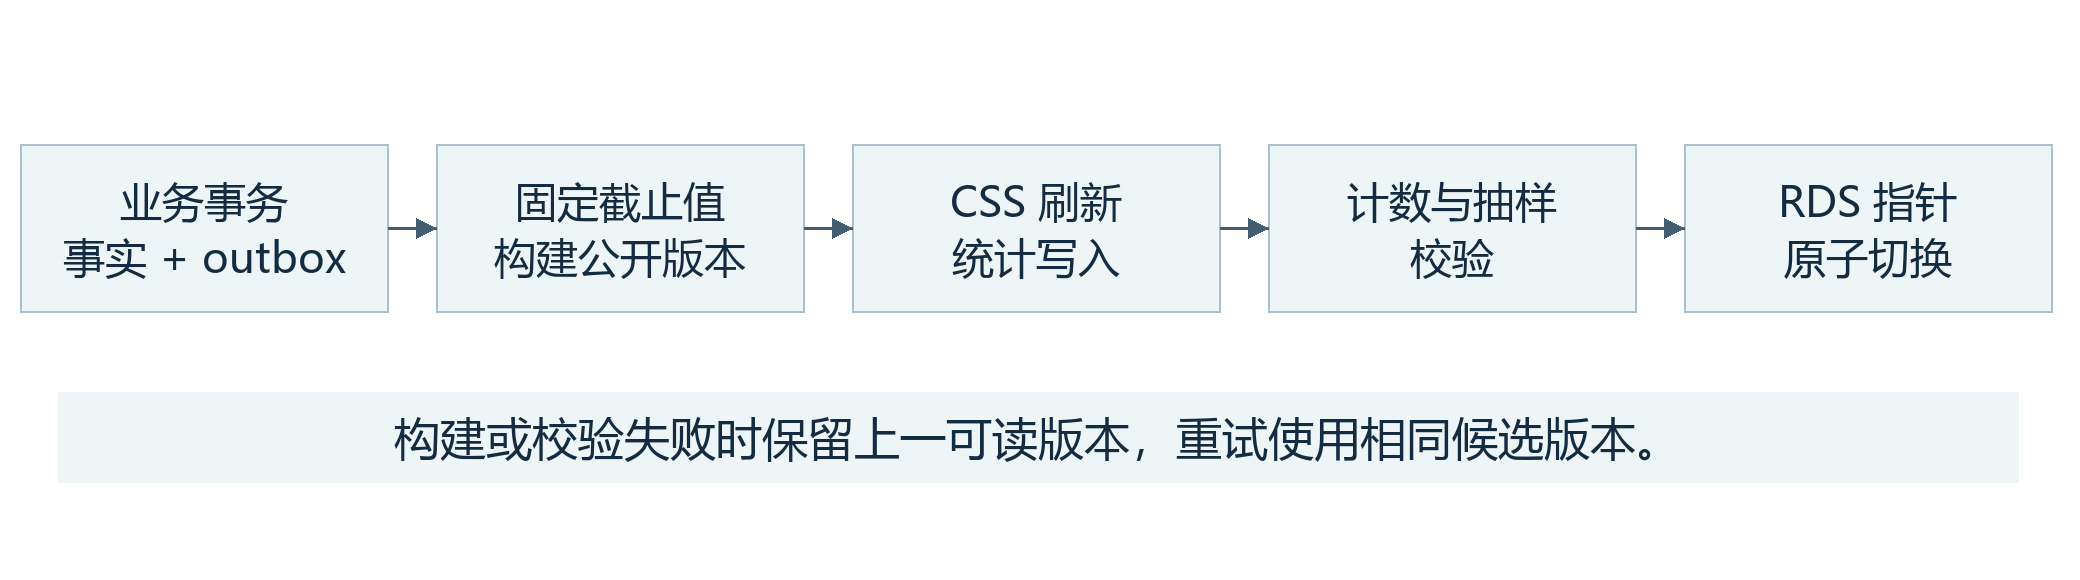 业务事务
事实 + outbox
固定截止值
构建公开版本
CSS 刷新
统计写入
计数与抽样
校验
RDS 指针
原子切换
构建或校验失败时保留上一可读版本，重试使用相同候选版本。